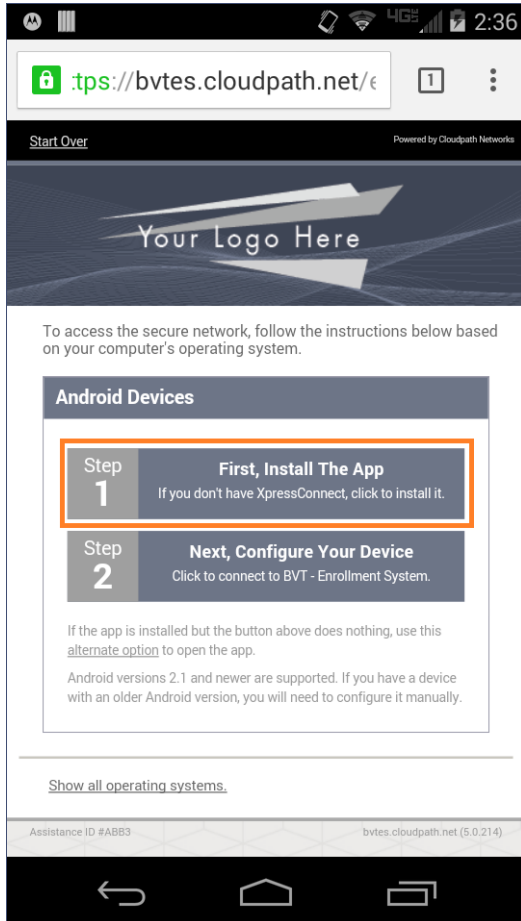 4G 2:36
tps://bvtes.cloudpath.net/e
1
Start Over
Powered by Cloudpath Networks
Your Logo Here
To access the secure network, follow the instructions below based
on your computer's operating system.
Android Devices
Step
1
First, Install The App
If you don't have XpressConnect, click to install it.
Step
2
Next, Configure Your Device
Click to connect to BVT - Enrollment System.
If the app is installed but the button above does nothing, use this
alternate option to open the app.
Android versions 2.1 and newer are supported. If you have a device
with an older Android version, you will need to configure it manually.
Show all operating systems.
Assistance ID #ABB3
bvtes.cloudpath.net (5.0.214)